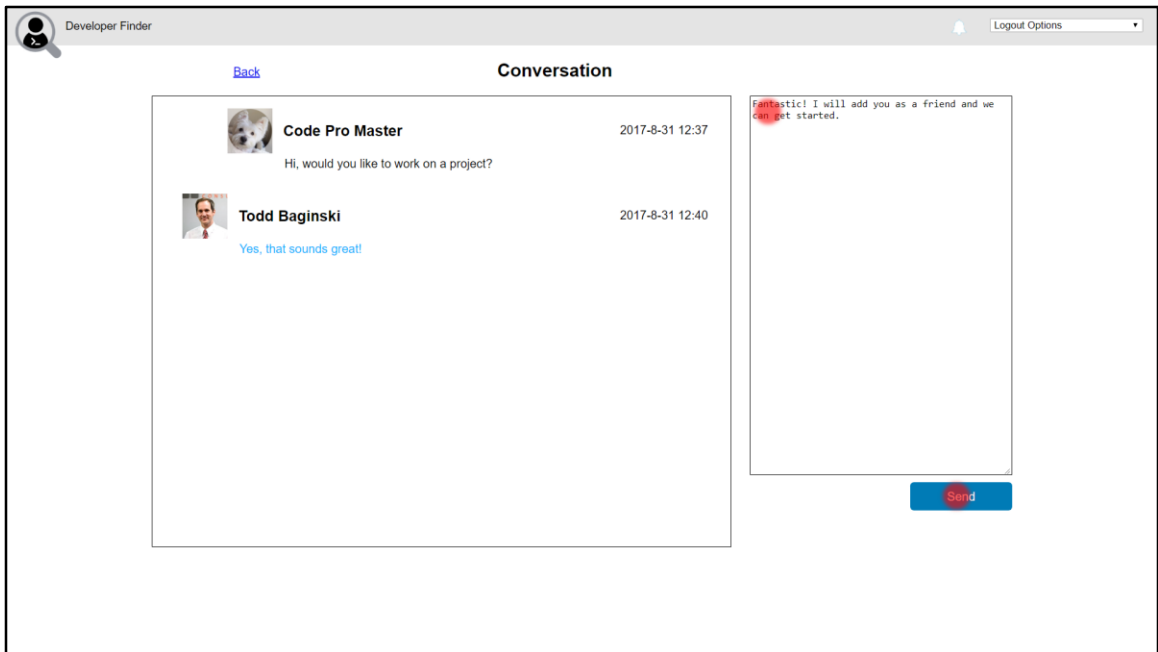 Developer Finder
Logout Options
Back
Conversation
Code Pro Master
2017-8-31 12:37
Hi, would you like to work on a project?
Todd Baginski
2017-8-31 12:40
Yes, that sounds great!
Fantastic! I will add you as a friend and we
can get started.
Send